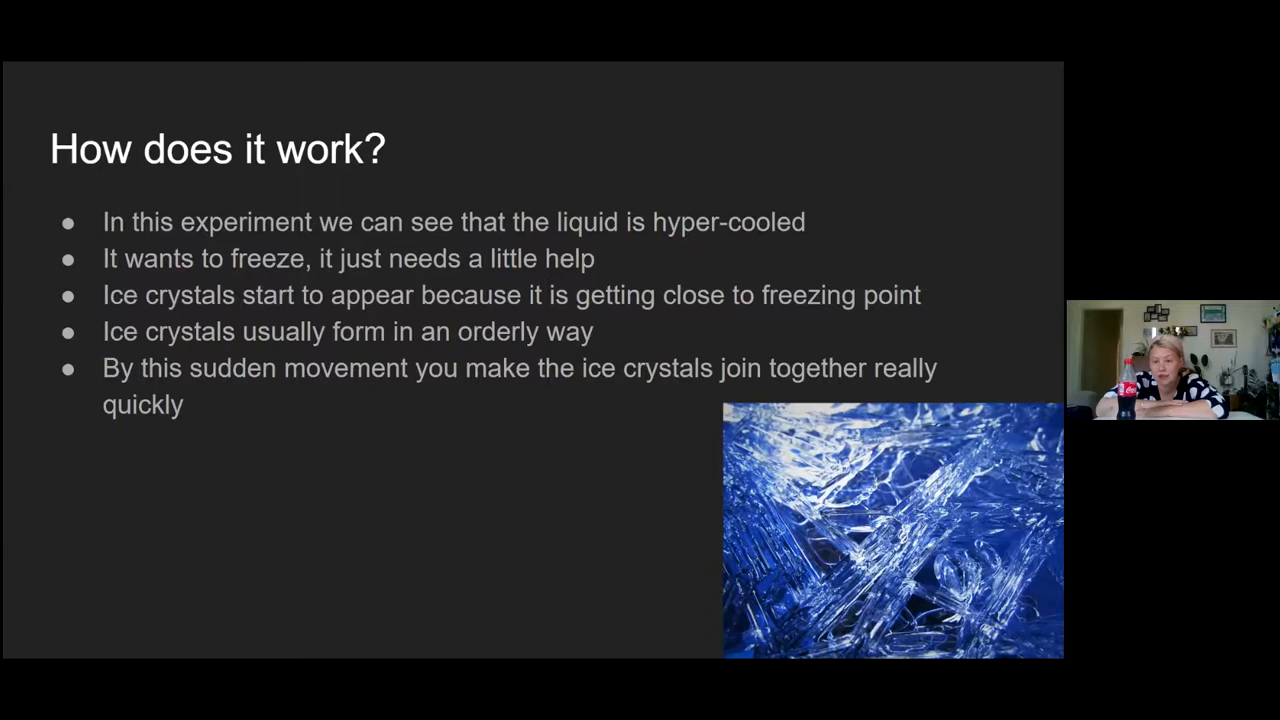 How does it work?
● In this experiment we can see that the liquid is hyper-cooled
● It wants to freeze, it just needs a little help
● Ice crystals start to appear because it is getting close to freezing point
● Ice crystals usually form in an orderly way
● By this sudden movement you make the ice crystals join together really
quickly